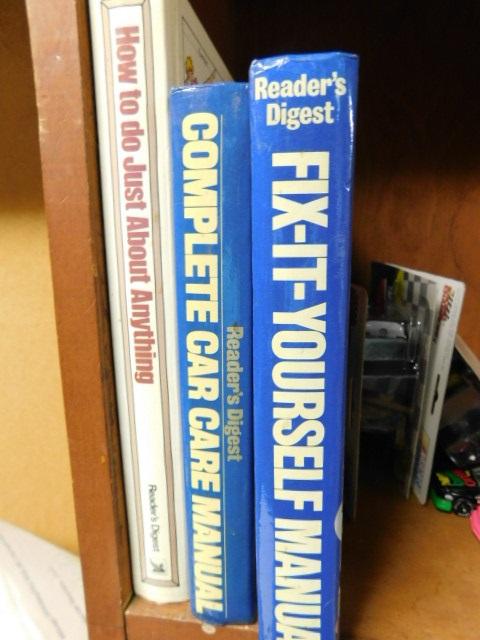 How to do Just About Anything
Reader's Digest
COMPLETE CAR CARE MANUAL
Reader's Digest
Reader's
Digest
FIX-IT-YOURSELF MANUA